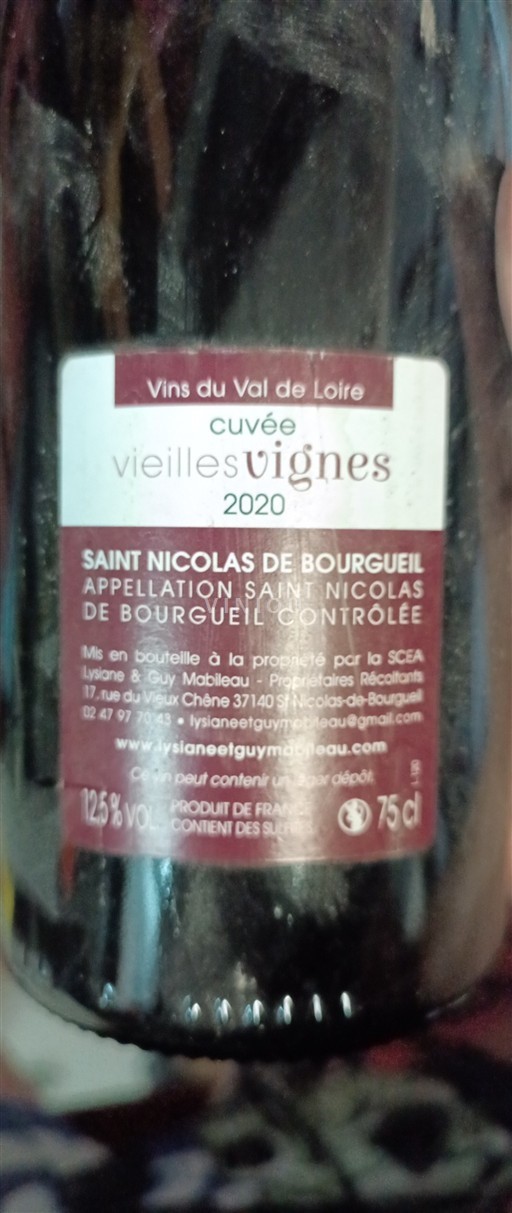 Vins du Val de Loire
cuvée
vieillesvignes
2020
SAINT NICOLAS DE BOURGUEIL
APPELLATION SAINT NICOLAS
DE BOURGUEIL CONTRÔLÉE
Mis en bouteille à la propriété par la SCEA
Lysiane & Guy Mabileau - Propriétaires Récoltants
17, rue du Vieux Chêne 37140 St Nicolas-de-Bourgueil
02 47 97 70 43 • lysianeetguymabileau@gmail.com
www.lysianeetguymabileau.com
Ce vin peut contenir un léger dépôt.
12,5 % VOL
PRODUIT DE FRANCE
CONTIENT DES SULFITES
75 cl